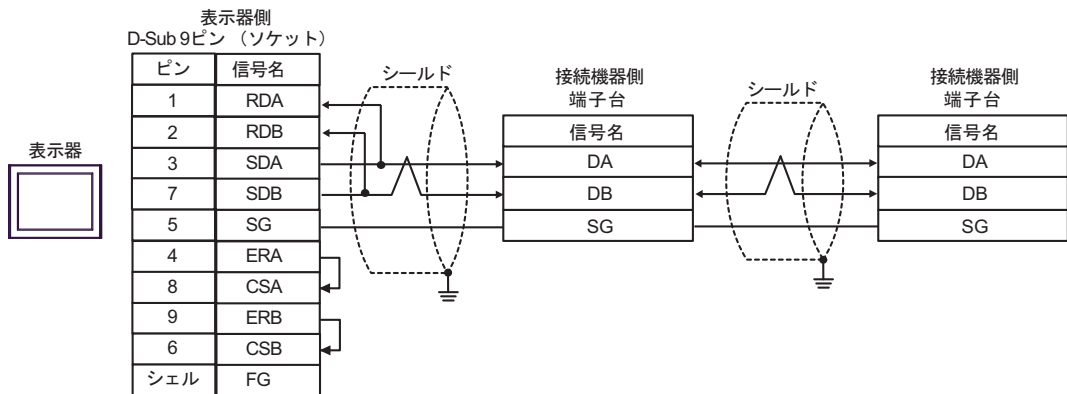 表示器側
D-Sub 9ピン (ソケット)
ピン 信号名
1 RDA
2 RDB
3 SDA
7 SDB
5 SG
4 ERA
8 CSA
9 ERB
6 CSB
シェル FG
表示器
シールド
接続機器側
端子台
信号名
DA
DB
SG
シールド
接続機器側
端子台
信号名
DA
DB
SG